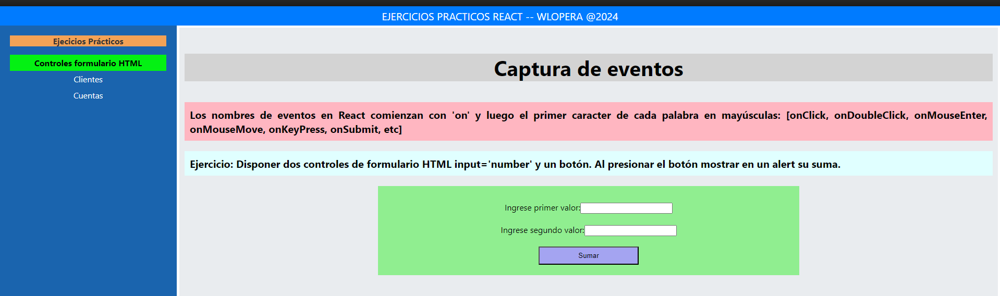 EJERCICIOS PRACTICOS REACT -- WLOPERA @2024
Ejecicios Prácticos
Controles formulario HTML
Clientes
Cuentas
Captura de eventos
Los nombres de eventos en React comienzan con 'on' y luego el primer caracter de cada palabra en mayúsculas: [onClick, onDoubleClick, onMouseEnter,
onMouseMove, onKeyPress, onSubmit, etc]
Ejercicio: Disponer dos controles de formulario HTML input='number' y un botón. Al presionar el botón mostrar en un alert su suma.
Ingrese primer valor:
Ingrese segundo valor:
Sumar